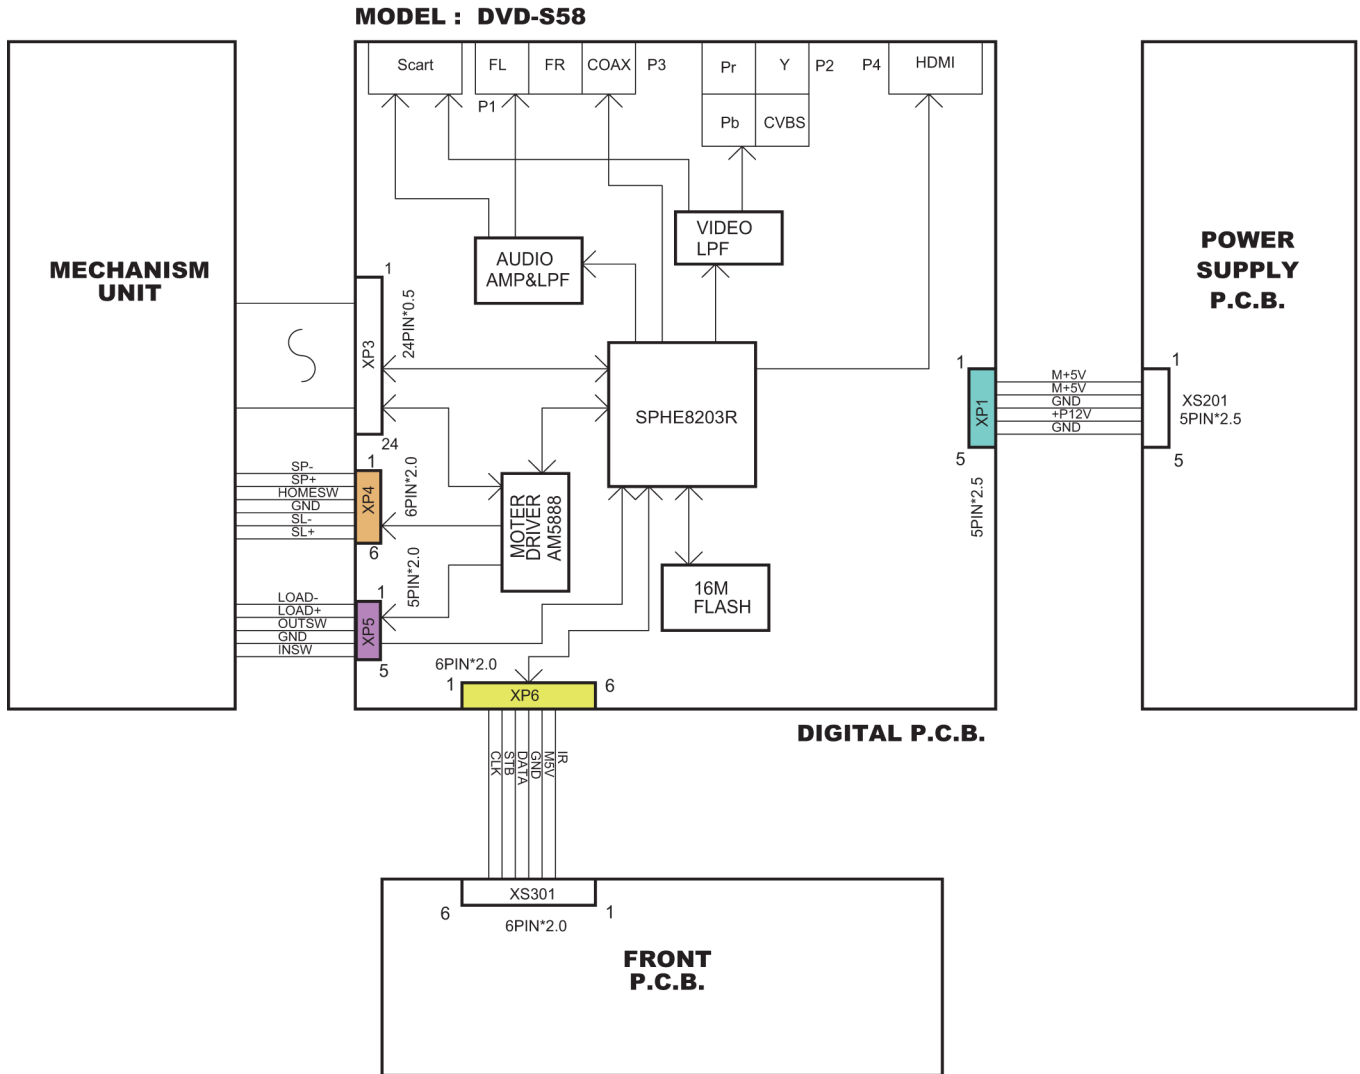 MODEL : DVD-S58
Scart
FL
FR
COAX
P3
P1
Pr
Y
P2
Pb
CVBS
P4
HDMI
MECHANISM
UNIT
AUDIO
AMP&LPF
VIDEO
LPF
POWER
SUPPLY
P.C.B.
1
XP3
24PIN*0.5
24
SPHE8203R
1
XP1
5
5PIN*2.5
M+5V
M+5V
GND
+P12V
GND
1
XS201
5PIN*2.5
5
SP-
SP+
HOMESW
GND
SL-
SL+
1
XP4
6
6PIN*2.0
MOTER
DRIVER
AM5888
16M
FLASH
LOAD-
LOAD+
OUTSW
GND
INSW
1
XP5
5
5PIN*2.0
6PIN*2.0
1
XP6
6
DIGITAL P.C.B.
CLK
STB
DATA
GND
M5V
IR
XS301
6
1
6PIN*2.0
FRONT
P.C.B.